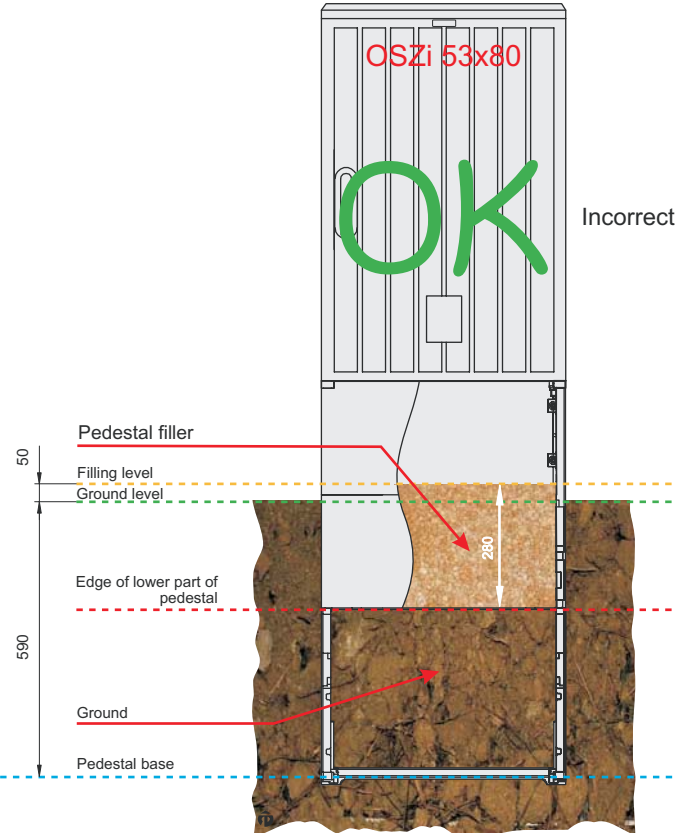 OSZi 53x80
OK
Incorrect
Pedestal filler
50
Filling level
Ground level
280
Edge of lower part of
pedestal
590
Ground
Pedestal base